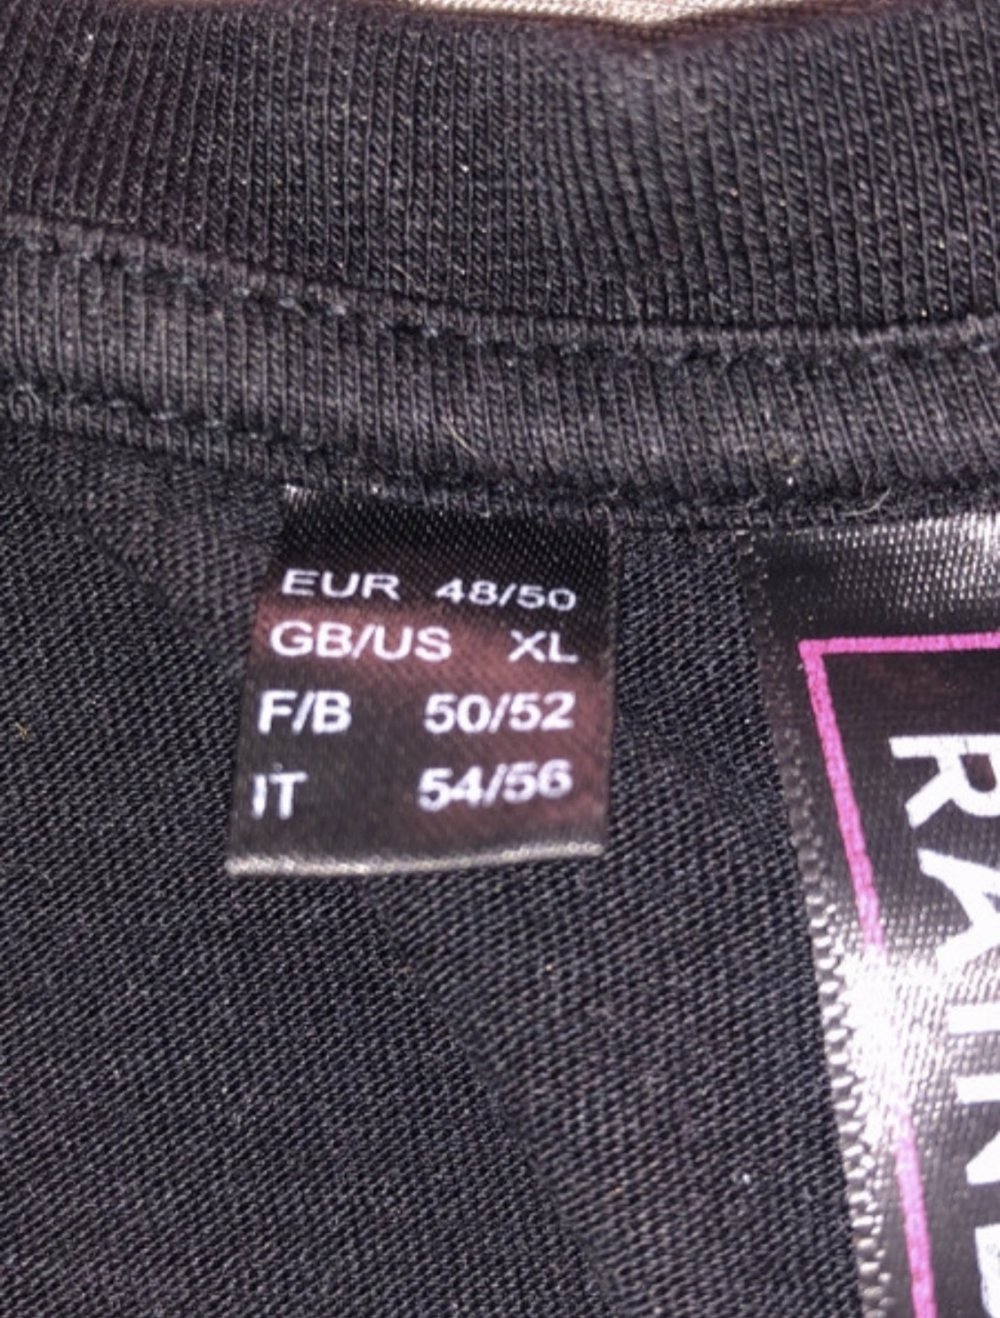 EUR 48/50
GB/US XL
F/B 50/52
IT 54/56